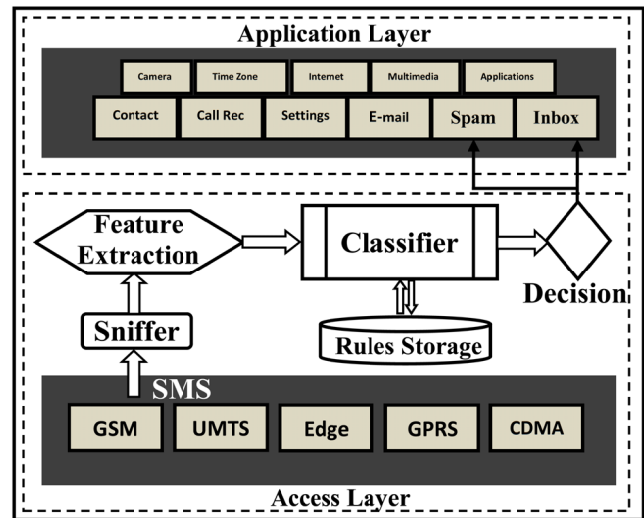 Application Layer
Camera Time Zone Internet Multimedia Applications
Contact Call Rec Settings E-mail Spam Inbox
Feature
Extraction
Classifier
Decision
Sniffer
Rules Storage
SMS
GSM UMTS Edge GPRS CDMA
Access Layer